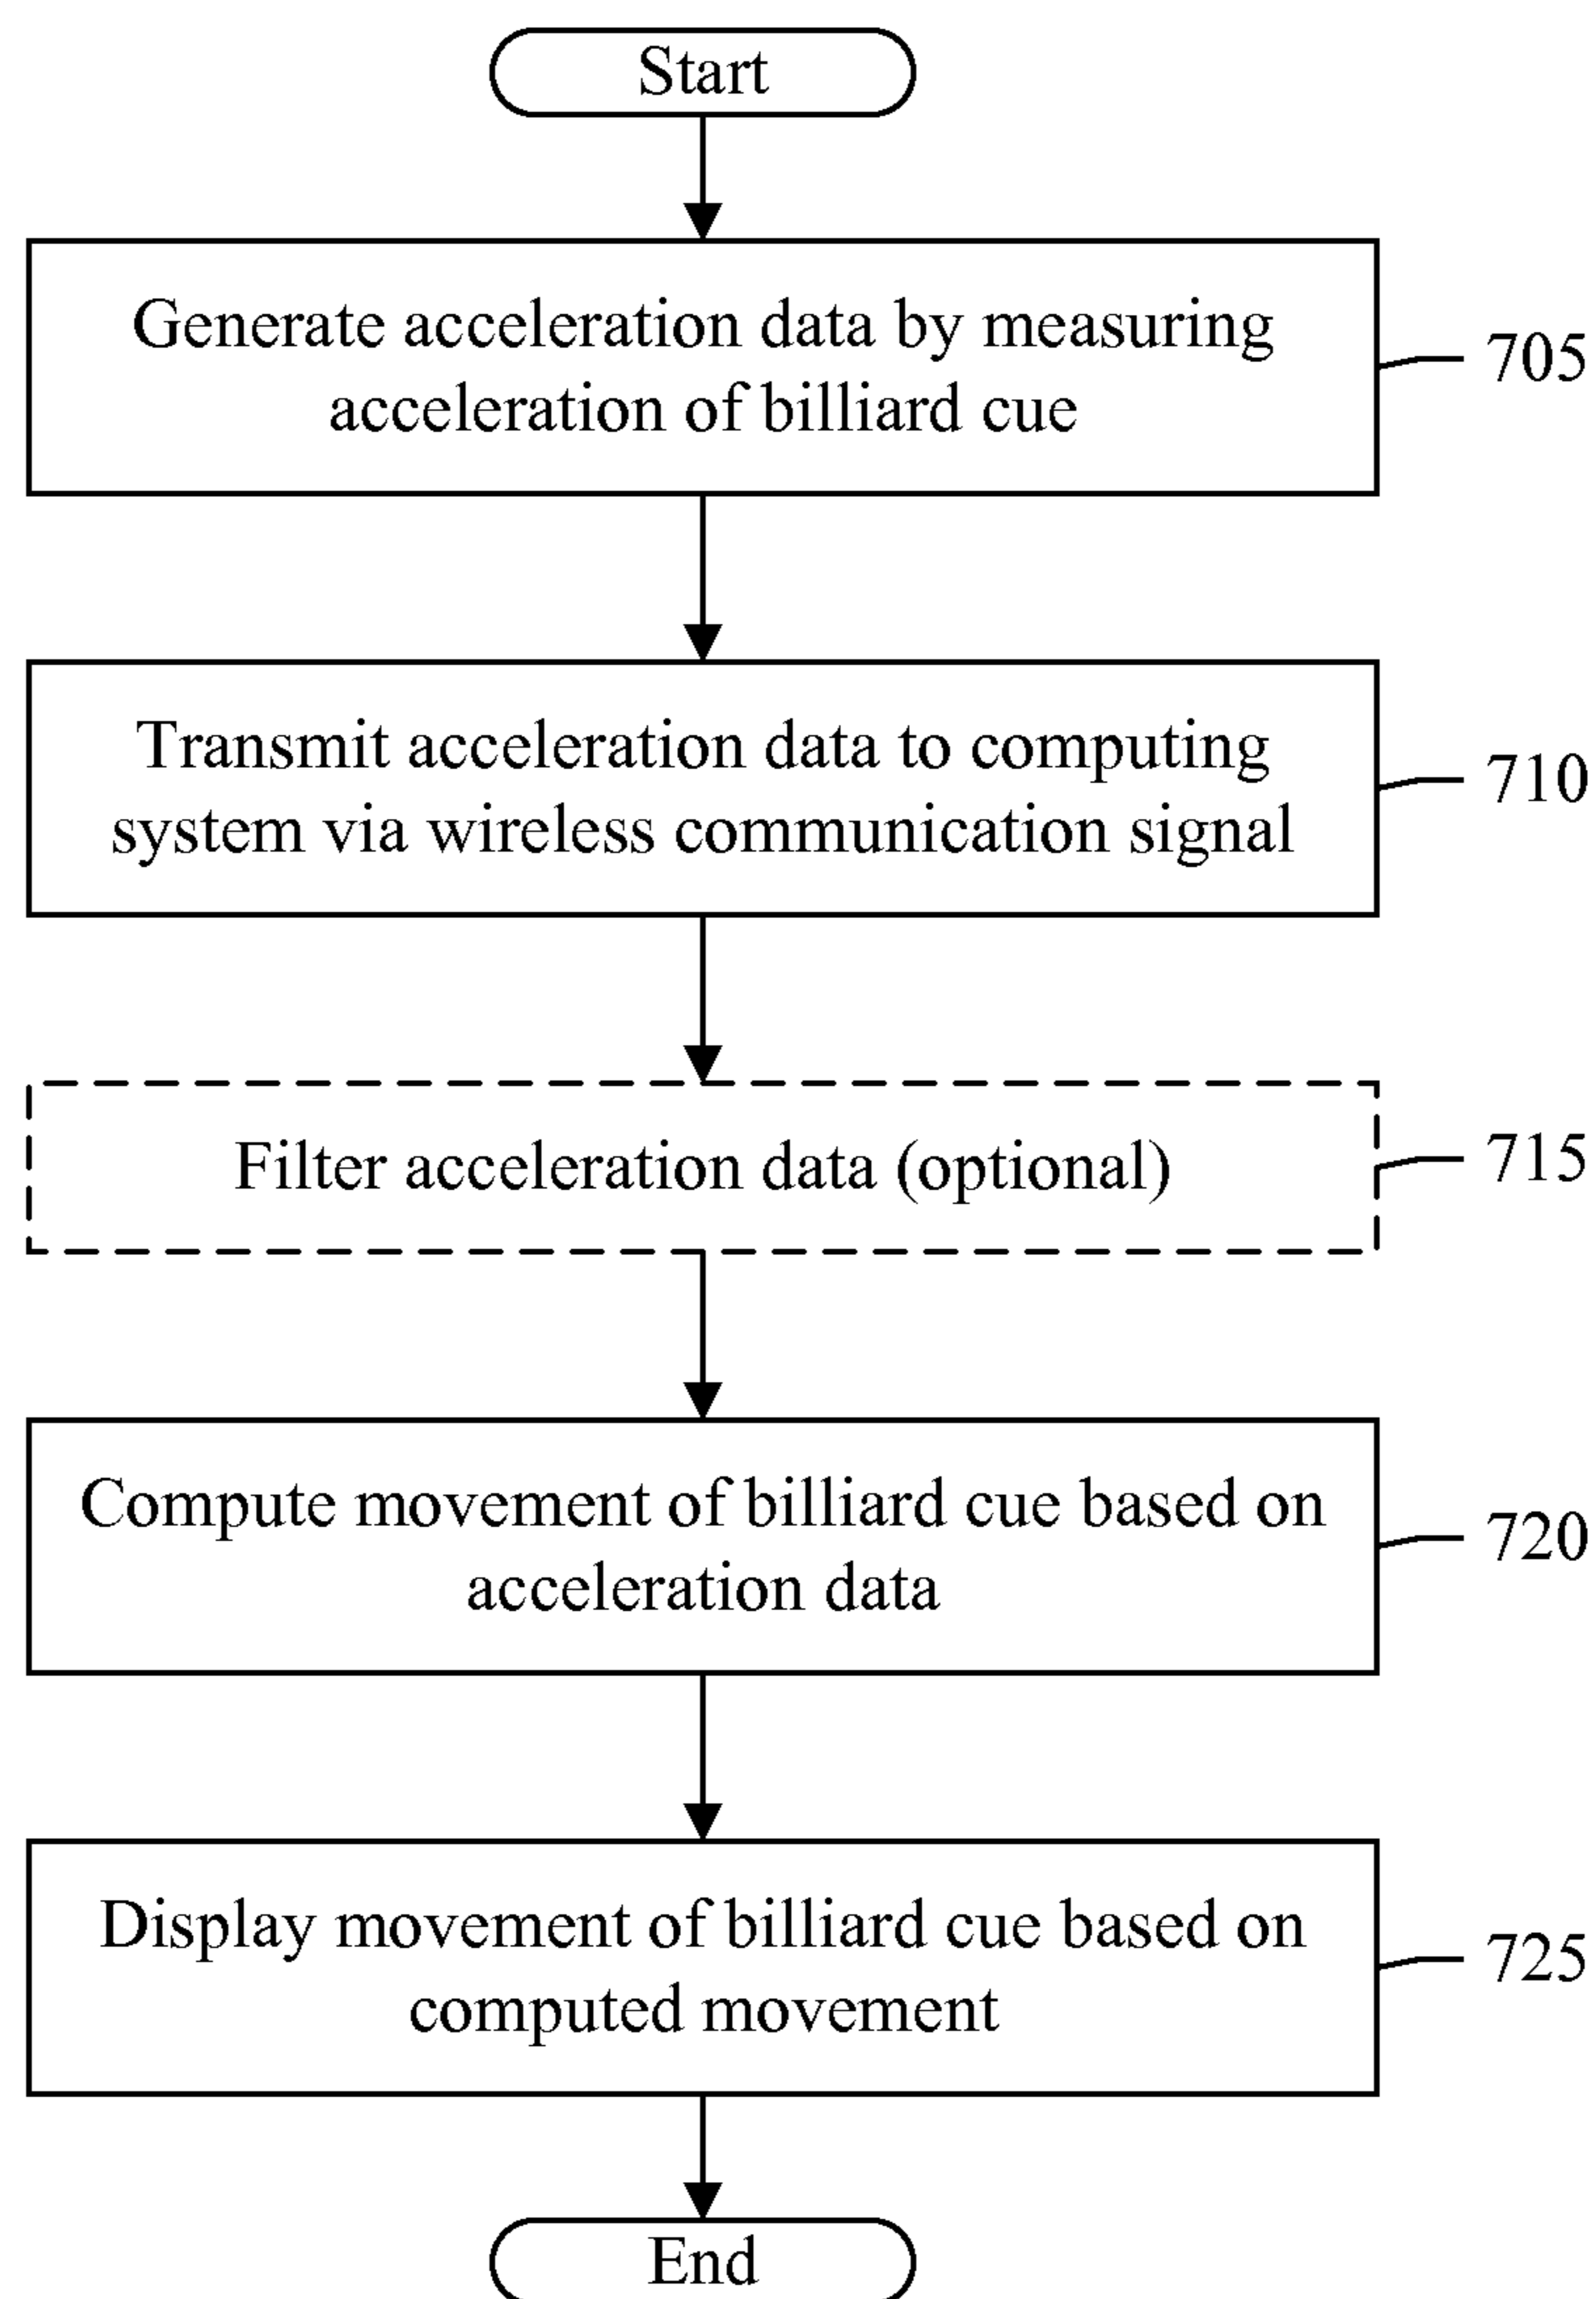 Start
Generate acceleration data by measuring
acceleration of billiard cue
705
Transmit acceleration data to computing
system via wireless communication signal
710
Filter acceleration data (optional)
715
Compute movement of billiard cue based on
acceleration data
720
Display movement of billiard cue based on
computed movement
725
End